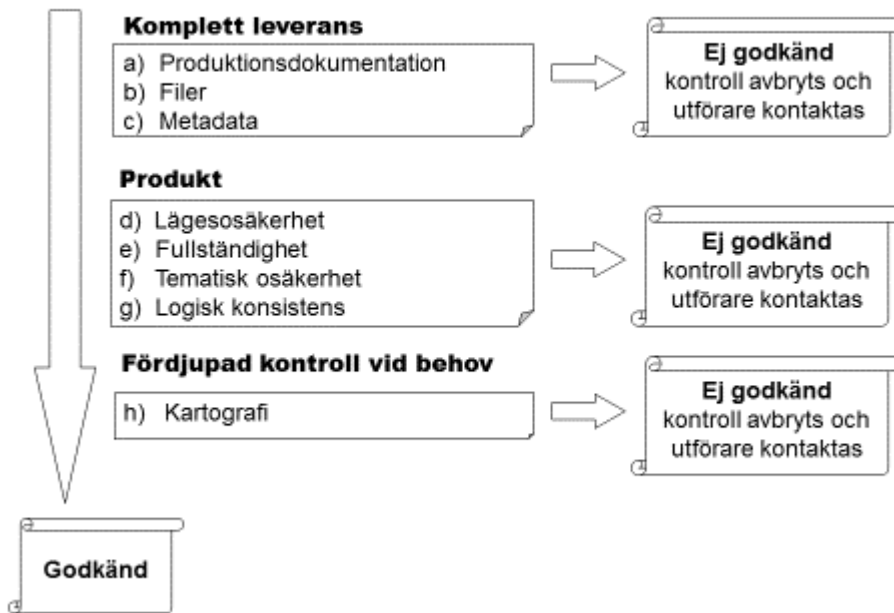 Komplett leverans
a) Produktionsdokumentation
b) Filer
c) Metadata
Ej godkänd
kontroll avbryts och
utförare kontaktas
Produkt
d) Lägesosäkerhet
e) Fullständighet
f) Tematisk osäkerhet
g) Logisk konsistens
Ej godkänd
kontroll avbryts och
utförare kontaktas
Fördjupad kontroll vid behov
h) Kartografi
Ej godkänd
kontroll avbryts och
utförare kontaktas
Godkänd